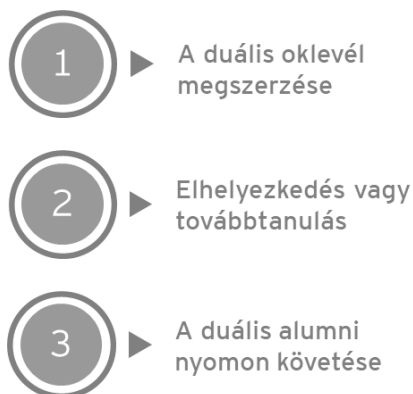 1
A duális oklevél
megszerzése
2
Elhelyezkedés vagy
továbbtanulás
3
A duális alumni
nyomon követése